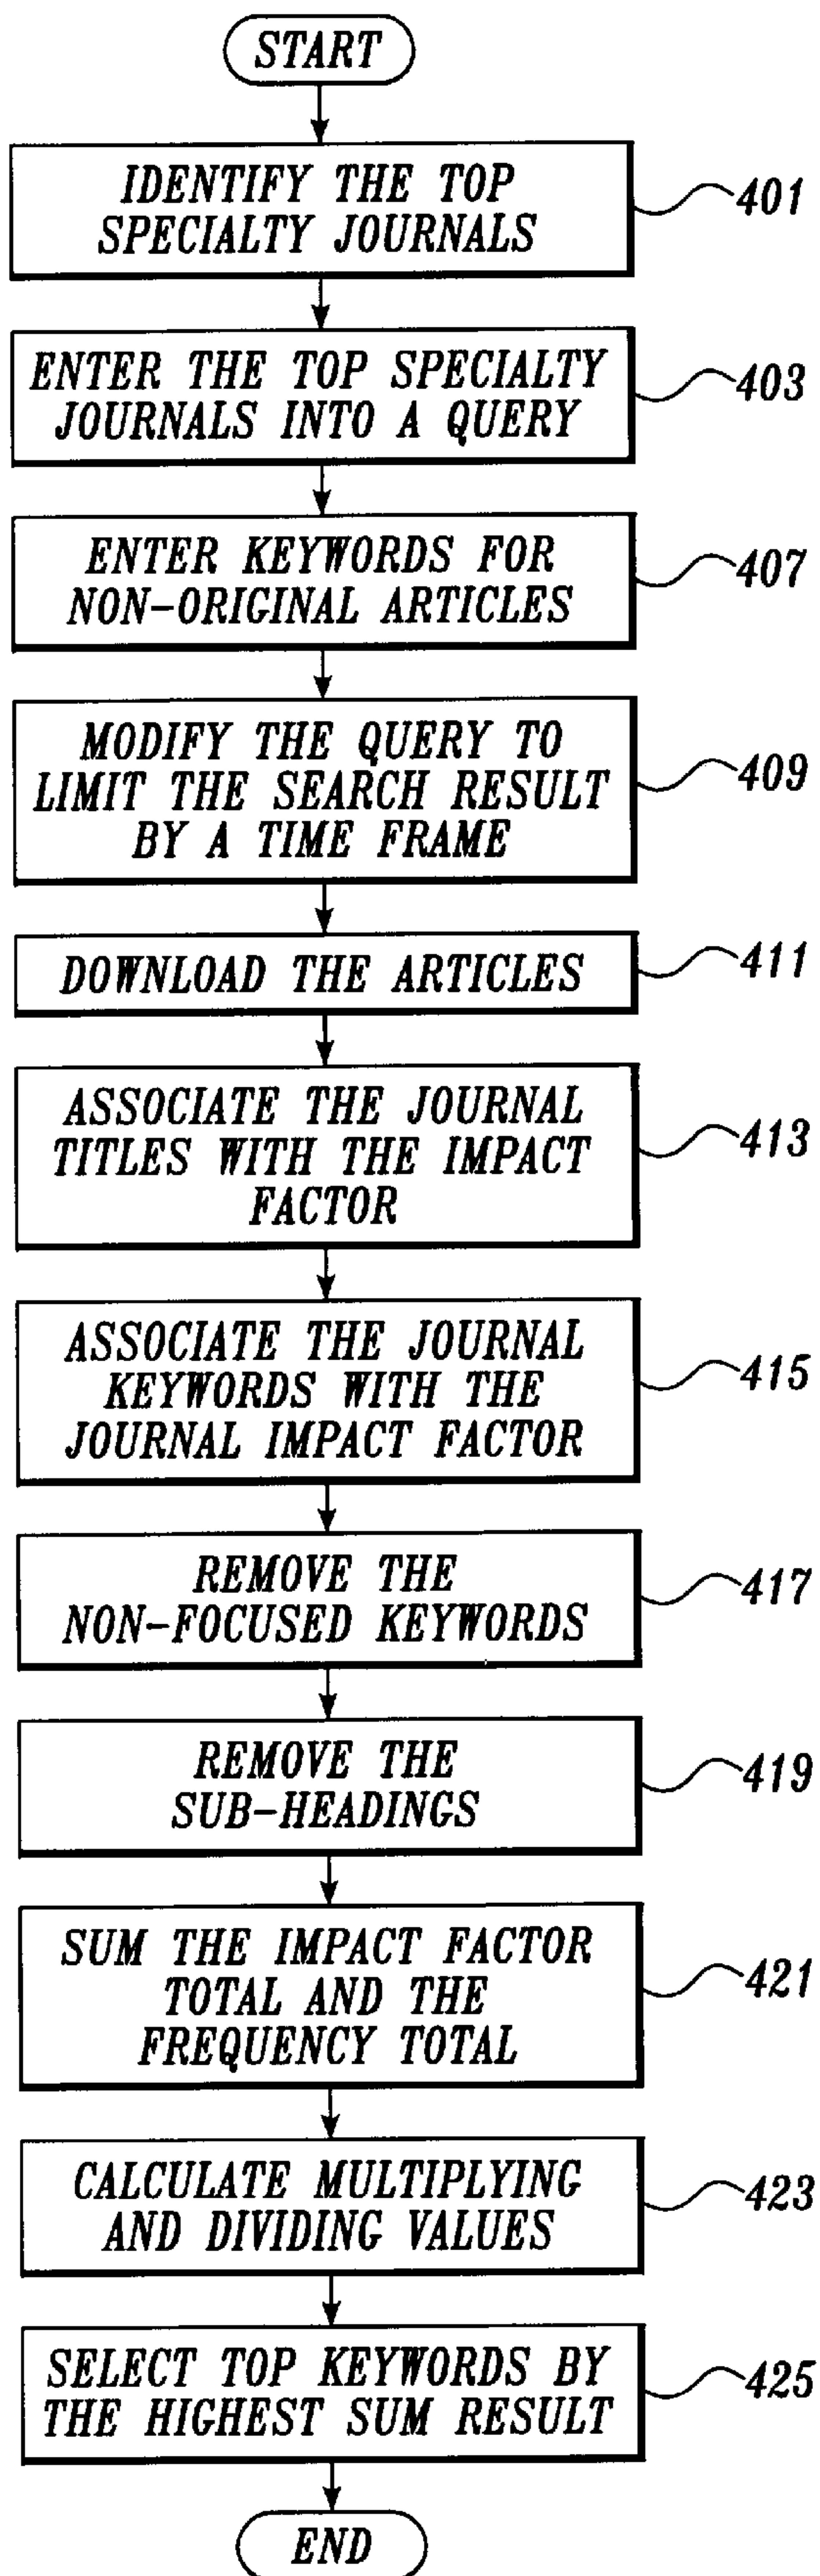 START
IDENTIFY THE TOP
SPECIALTY JOURNALS
401
ENTER THE TOP SPECIALTY
JOURNALS INTO A QUERY
403
ENTER KEYWORDS FOR
NON-ORIGINAL ARTICLES
407
MODIFY THE QUERY TO
LIMIT THE SEARCH RESULT
BY A TIME FRAME
409
DOWNLOAD THE ARTICLES
411
ASSOCIATE THE JOURNAL
TITLES WITH THE IMPACT
FACTOR
413
ASSOCIATE THE JOURNAL
KEYWORDS WITH THE
JOURNAL IMPACT FACTOR
415
REMOVE THE
NON-FOCUSED KEYWORDS
417
REMOVE THE
SUB-HEADINGS
419
SUM THE IMPACT FACTOR
TOTAL AND THE
FREQUENCY TOTAL
421
CALCULATE MULTIPLYING
AND DIVIDING VALUES
423
SELECT TOP KEYWORDS BY
THE HIGHEST SUM RESULT
425
END